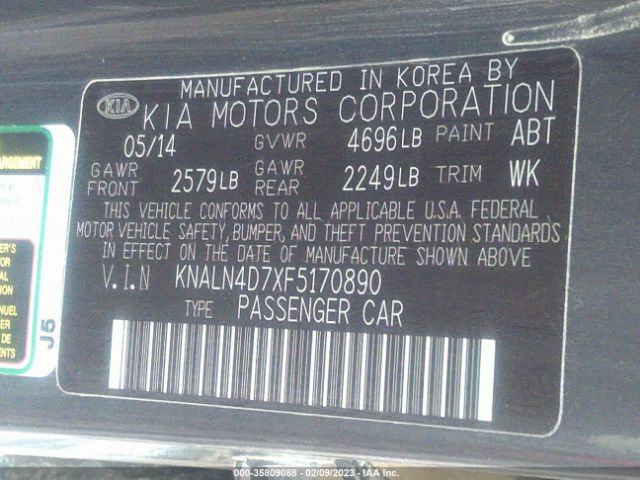 MANUFACTURED IN KOREA BY
KIA
KIA MOTORS CORPORATION
05/14 GVWR 4696LB PAINT ABT
GAWR FRONT 2579LB GAWR REAR 2249LB TRIM WK
THIS VEHICLE CONFORMS TO ALL APPLICABLE U.S.A. FEDERAL
MOTOR VEHICLE SAFETY, BUMPER, AND THEFT PREVENTION STANDARDS
IN EFFECT ON THE DATE OF MANUFACTURE SHOWN ABOVE.
V.I.N KNALN4D7XF5170890
TYPE PASSENGER CAR
J5
000-35809088 - 02/09/2023 - IAA Inc.